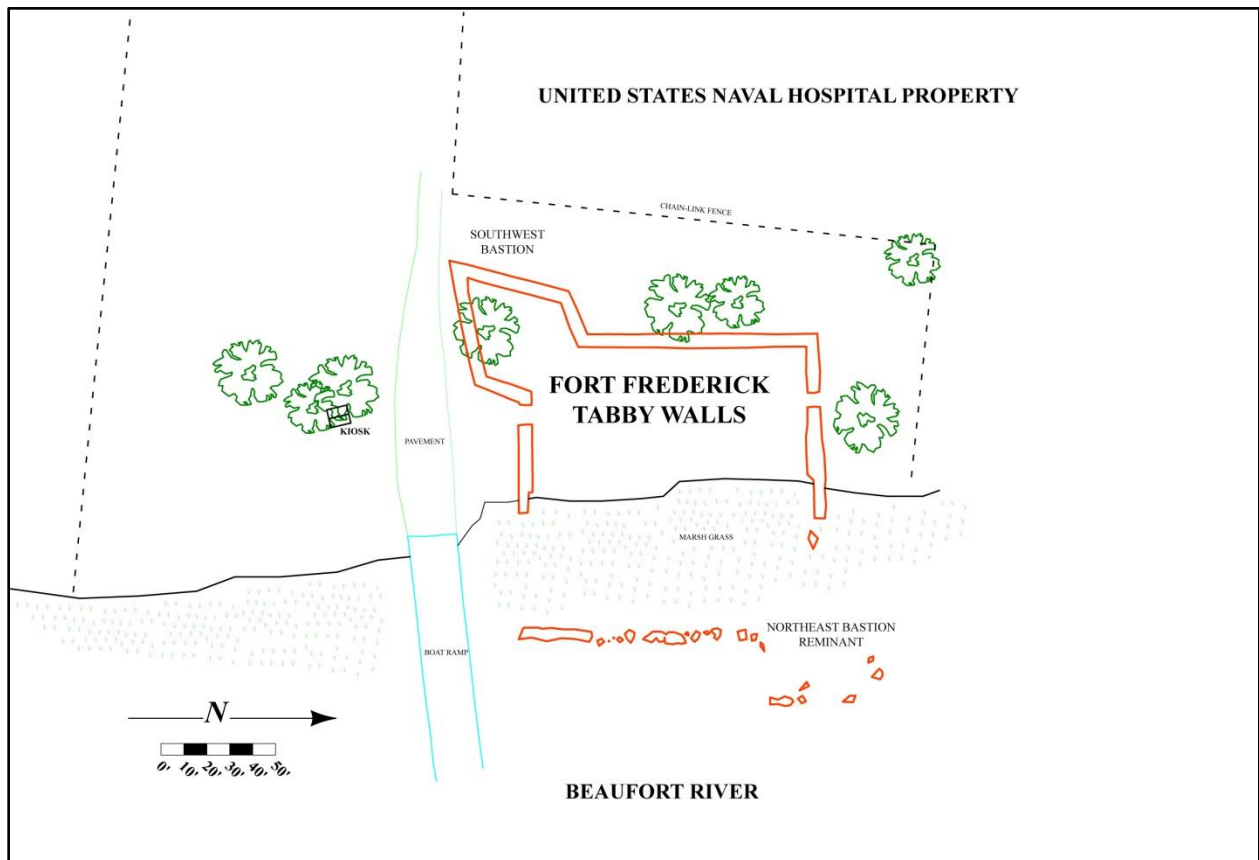 UNITED STATES NAVAL HOSPITAL PROPERTY
CHAIN-LINK FENCE
SOUTHWEST
BASTION
FORT FREDERICK
TABBY WALLS
KIOSK
PAVEMENT
MARSH GRASS
NORTHEAST BASTION
REMINANT
BOAT RAMP
N
0' 10' 20' 30' 40' 50'
BEAUFORT RIVER